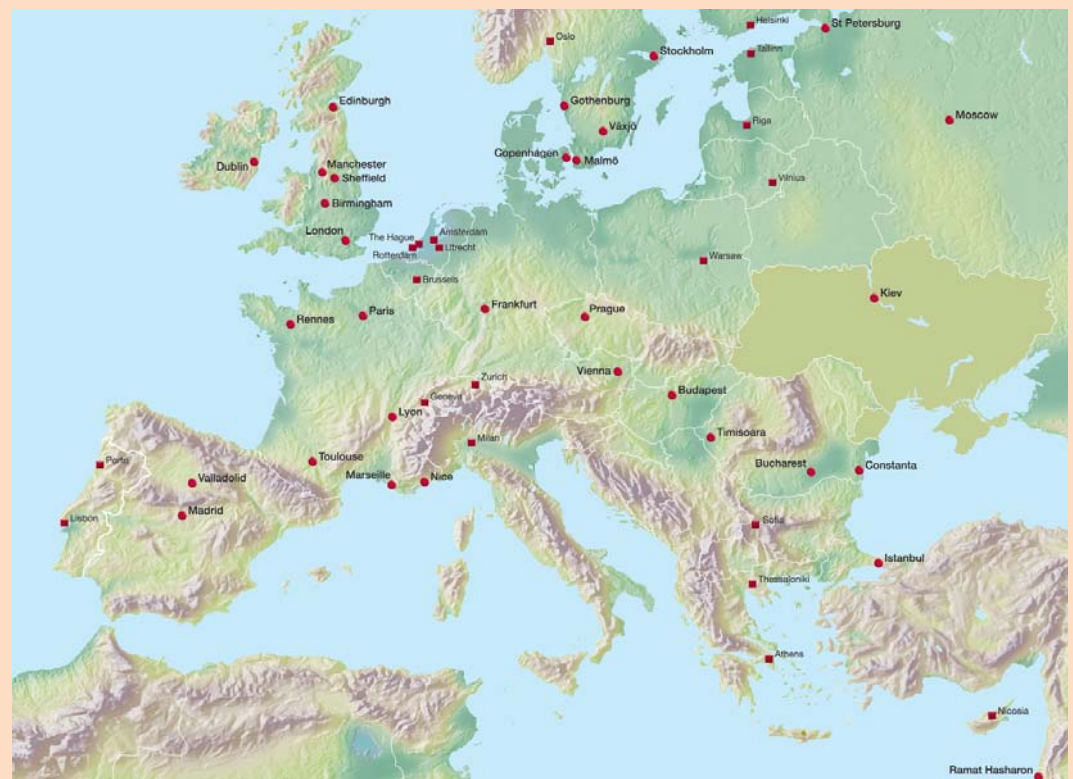 Helsinki
St Petersburg
Oslo
Stockholm
Tallinn
Edinburgh
Gothenburg
Moscow
Växjö
Riga
Dublin
Manchester
Sheffield
Copenhagen
Malmö
Vilnius
Birmingham
London
The Hague
Amsterdam
Rotterdam
Utrecht
Warsaw
Brussels
Kiev
Rennes
Paris
Frankfurt
Prague
Vienna
Zurich
Budapest
Geneva
Lyon
Timisoara
Milan
Porto
Toulouse
Valladolid
Marseille
Nice
Bucharest
Constanta
Lisbon
Madrid
Sofia
Istanbul
Thessaloniki
Athens
Nicosia
Ramat Hasharon